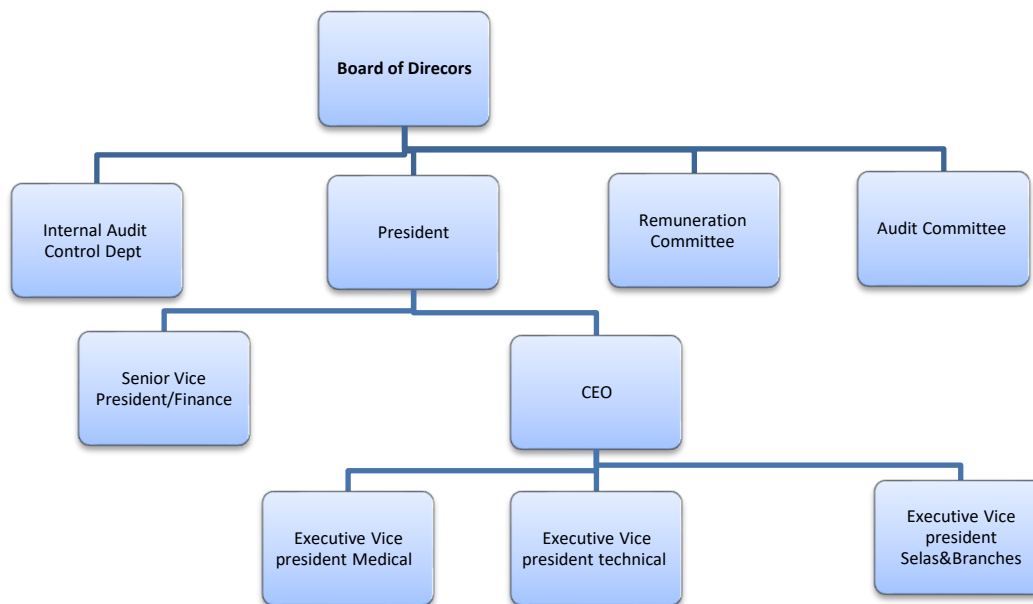 Board of Direcors
Internal Audit
Control Dept
President
Remuneration
Committee
Audit Committee
Senior Vice
President/Finance
CEO
Executive Vice
president Medical
Executive Vice
president technical
Executive Vice
president
Selas&Branches